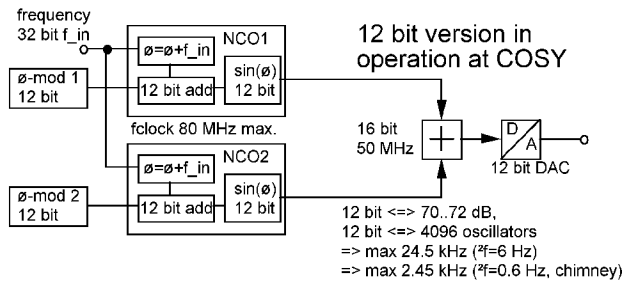 frequency
32 bit f_in
NCO1
12 bit version in
operation at COSY
ø=ø+f_in
sin(ø)
12 bit
ø-mod 1
12 bit
12 bit add
fclock 80 MHz max.
16 bit
50 MHz
+
D
A
12 bit DAC
NCO2
ø=ø+f_in
sin(ø)
12 bit
ø-mod 2
12 bit
12 bit add
12 bit <=> 70..72 dB,
12 bit <=> 4096 oscillators
=> max 24.5 kHz (²f=6 Hz)
=> max 2.45 kHz (²f=0.6 Hz, chimney)